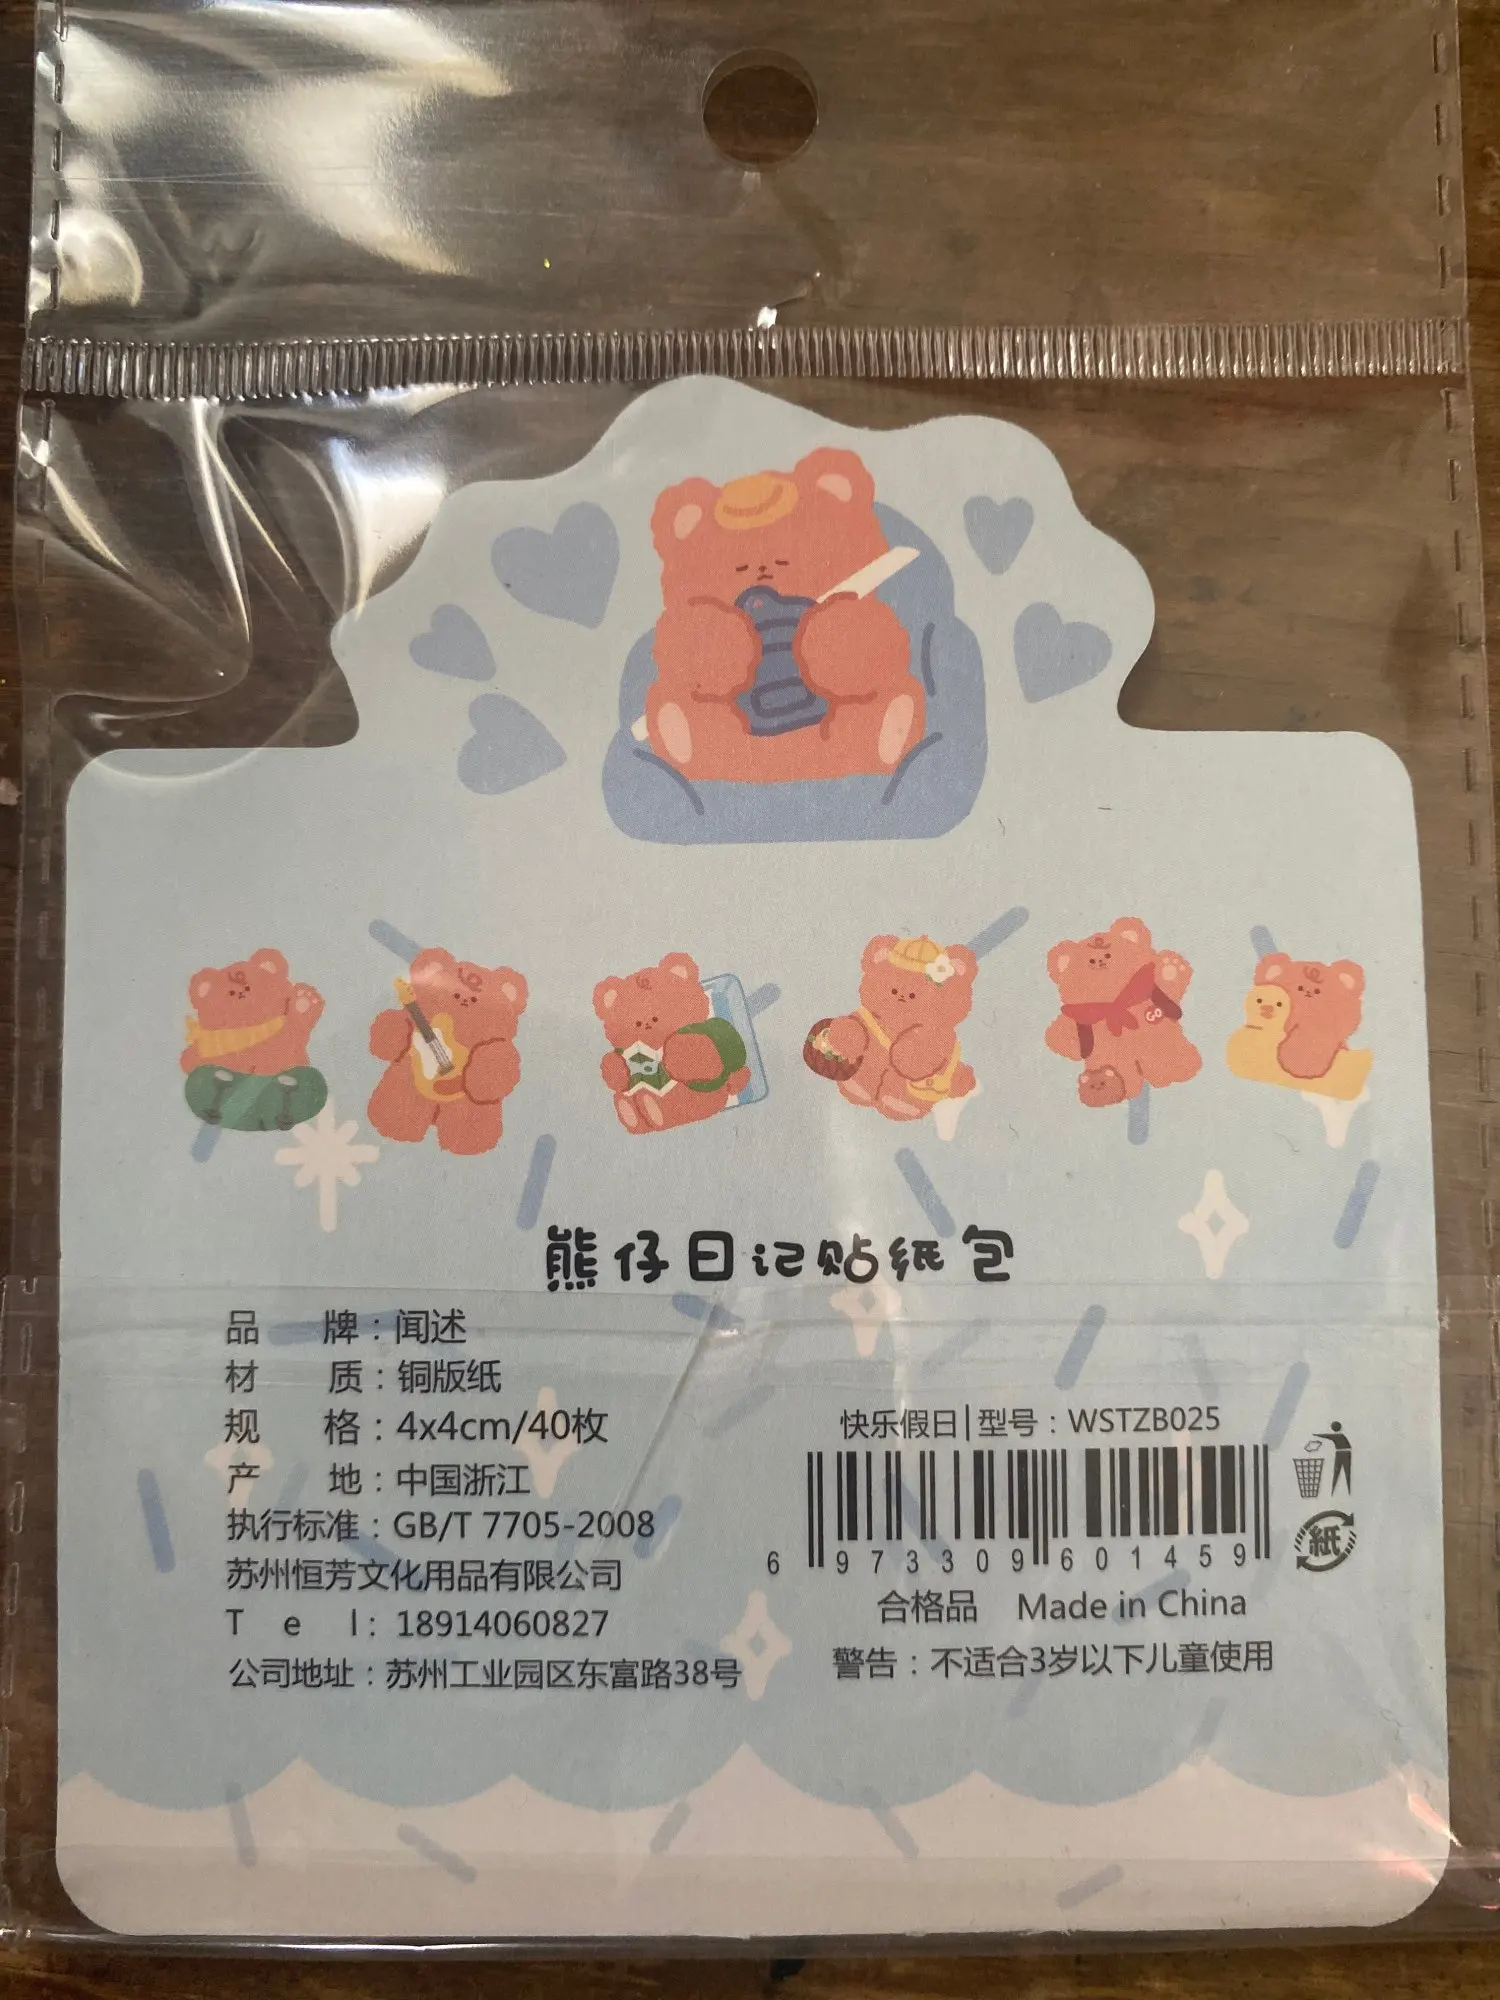 熊仔日记贴纸包
品 牌：闻述
材 质：铜版纸
规 格：4x4cm/40枚
产 地：中国浙江
执行标准：GB/T 7705-2008
苏州恒芳文化用品有限公司
Tel: 18914060827
公司地址：苏州工业园区东富路38号
快乐假日|型号：WSTZB025
6 973309 601459
合格品 Made in China
警告：不适合3岁以下儿童使用
紙
GO